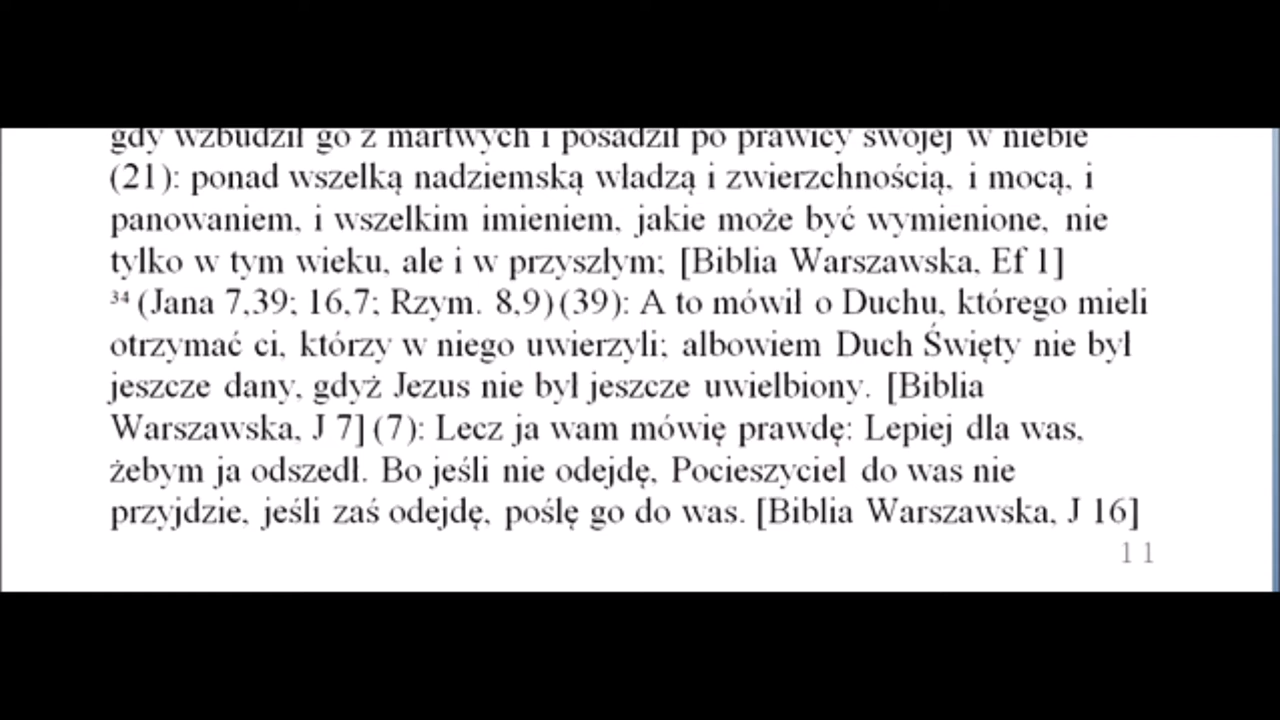 gdy wzbudził go z martwych i posadził po prawicy swojej w niebie
(21): ponad wszelką nadziemską władzą i zwierzchnością, i mocą, i
panowaniem, i wszelkim imieniem, jakie może być wymienione, nie
tylko w tym wieku, ale i w przyszłym; [Biblia Warszawska, Ef 1]
³⁴ (Jana 7,39; 16,7; Rzym. 8,9) (39): A to mówił o Duchu, którego mieli
otrzymać ci, którzy w niego uwierzyli; albowiem Duch Święty nie był
jeszcze dany, gdyż Jezus nie był jeszcze uwielbiony. [Biblia
Warszawska, J 7] (7): Lecz ja wam mówię prawdę: Lepiej dla was,
żebym ja odszedł. Bo jeśli nie odejdę, Pocieszyciel do was nie
przyjdzie, jeśli zaś odejdę, poślę go do was. [Biblia Warszawska, J 16]
11